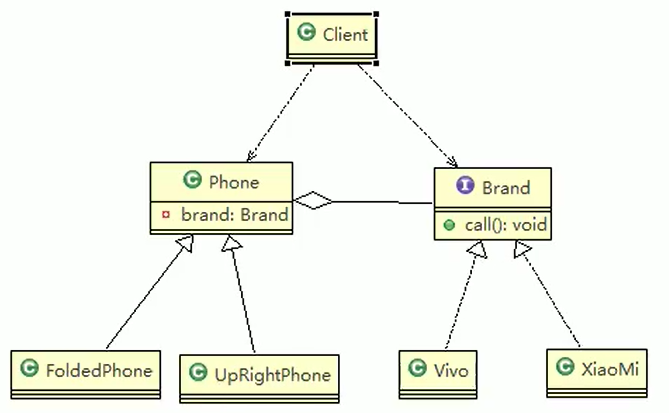 C Client
C Phone
brand: Brand
I Brand
call(): void
C FoldedPhone
C UpRightPhone
C Vivo
C XiaoMi